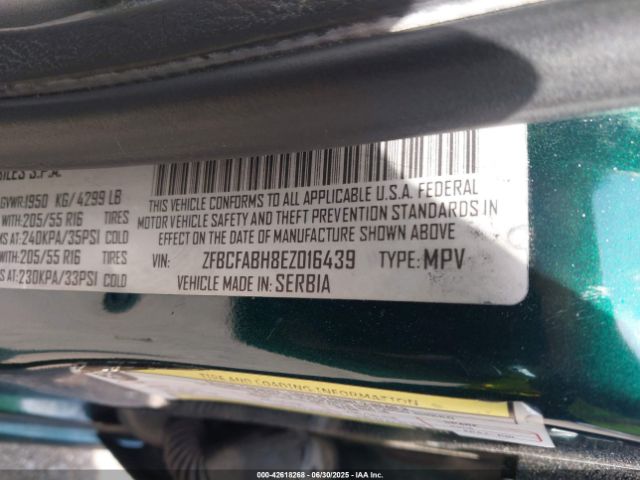 ILES S.P.A.
GVWR:1950 KG/ 4299 LB
WITH: 205/55 R16 TIRES
MS AT: 240KPA/35PSI COLD
WITH: 205/55 R16 TIRES
AT: 230KPA/33PSI COLD
THIS VEHICLE CONFORMS TO ALL APPLICABLE U.S.A. FEDERAL
MOTOR VEHICLE SAFETY AND THEFT PREVENTION STANDARDS IN
EFFECT ON THE DATE OF MANUFACTURE SHOWN ABOVE
VIN: ZFBCFABH8EZ016439 TYPE: MPV
VEHICLE MADE IN SERBIA
TIRE AND LOADING INFORMATION
000-42618268 - 06/30/2025 - IAA Inc.